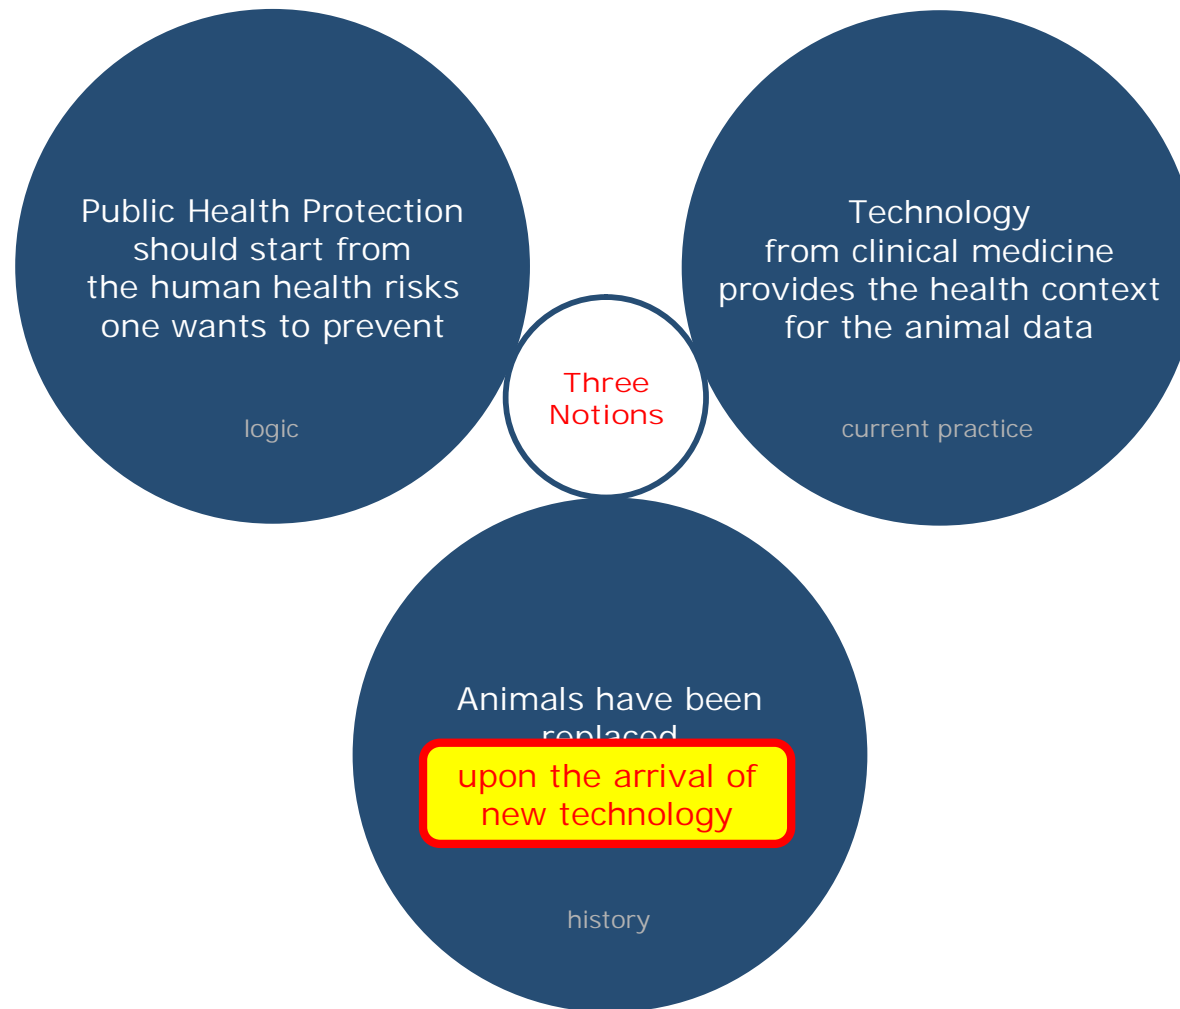 Public Health Protection
should start from
the human health risks
one wants to prevent
logic
Technology
from clinical medicine
provides the health context
for the animal data
current practice
Three
Notions
Animals have been
replaced
upon the arrival of
new technology
history